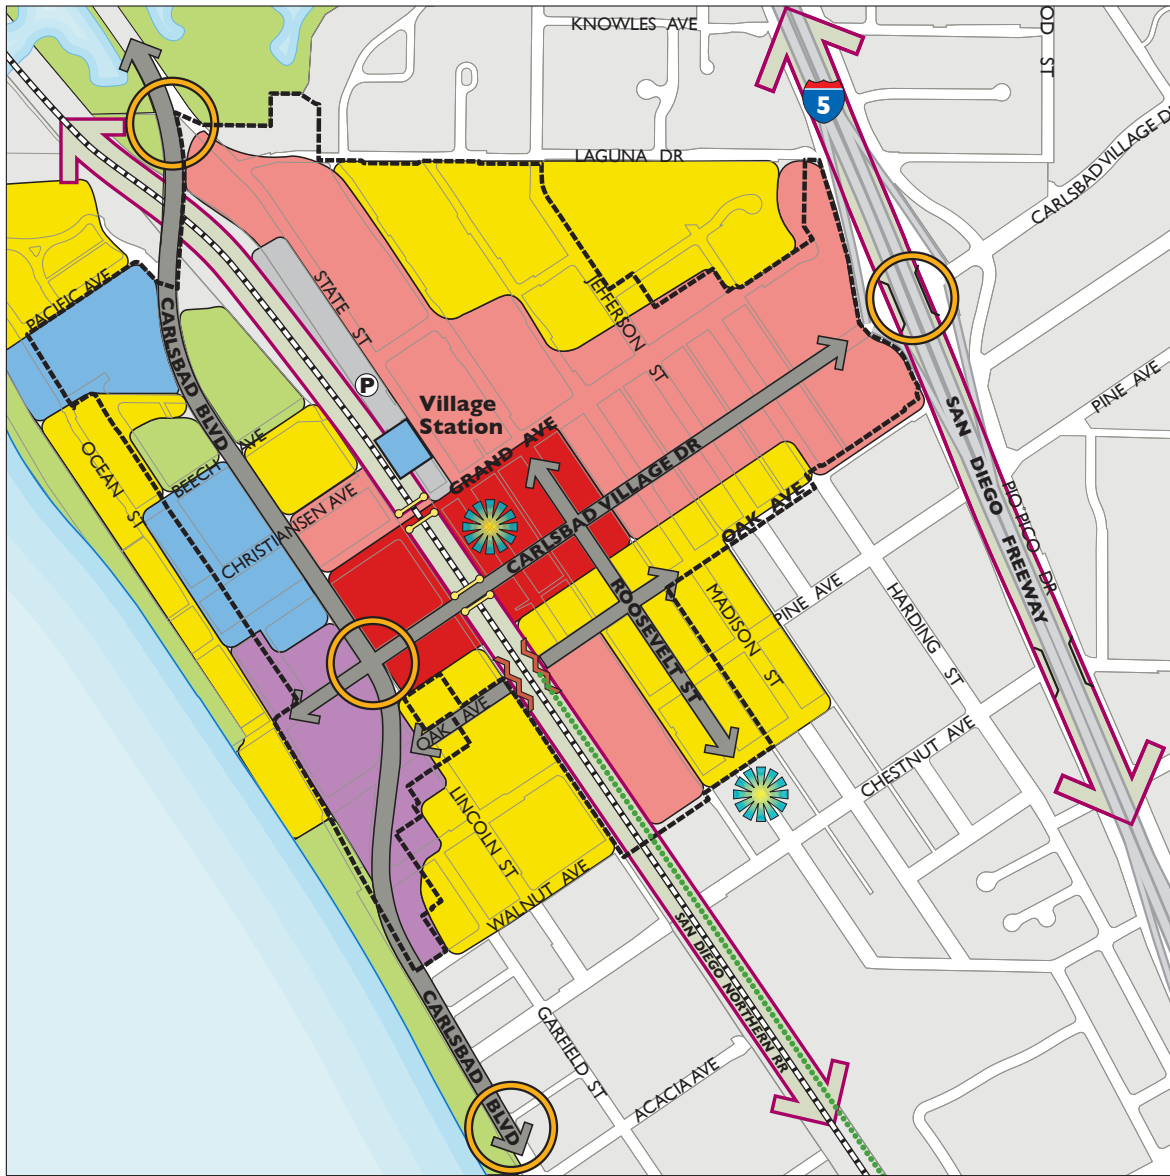 KNOWLES AVE
OD ST
5
CARLSBAD VILLAGE D
LAGUNA DR
PACIFIC AVE
STATE ST
JEFFERSON ST
CARLSBAD BLVD
P
Village
Station
GRAND AVE
PINE AVE
OCEAN ST
BEECH AVE
CARLSBAD VILLAGE DR
SAN DIEGO FREEWAY
PIO PICO DR
CHRISTIANSEN AVE
OAK AVE
ROOSEVELT ST
MADISON ST
PINE AVE
HARDING ST
OAK AVE
CHESTNUT AVE
LINCOLN ST
WALNUT AVE
SAN DIEGO NORTHERN RR
CARLSBAD BLVD
GARFIELD ST
ACACIA AVE